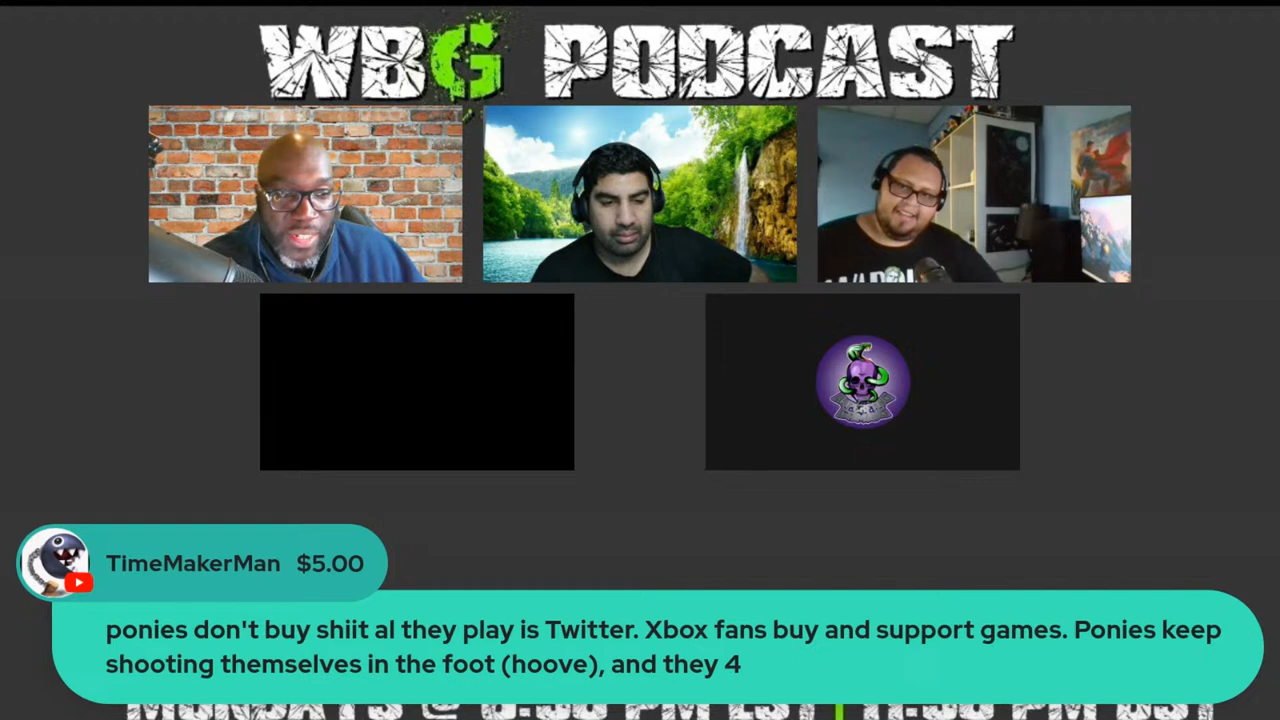 WBG PODCAST
TimeMakerMan $5.00
ponies don't buy shiit al they play is Twitter. Xbox fans buy and support games. Ponies keep
shooting themselves in the foot (hoove), and they 4